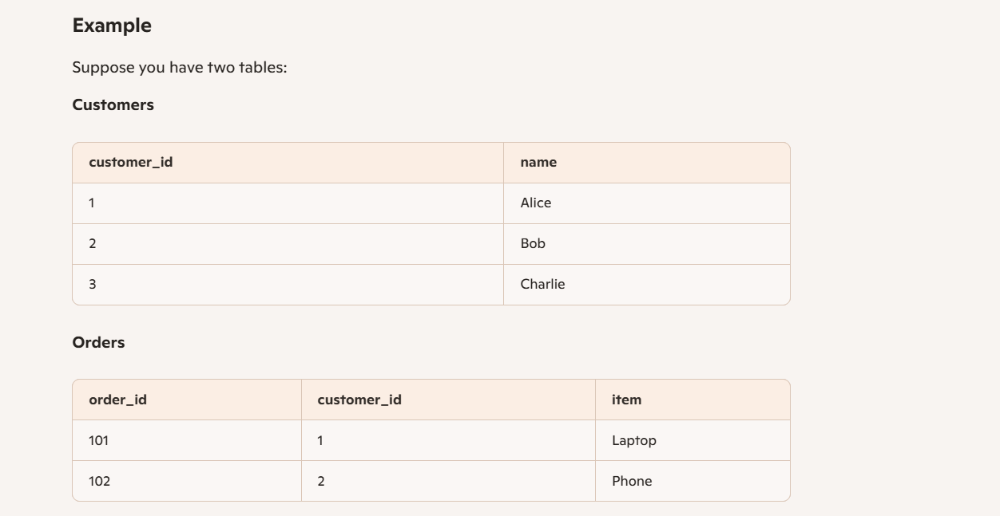 Example
Suppose you have two tables:
Customers
customer_id name
1 Alice
2 Bob
3 Charlie
Orders
order_id customer_id item
101 1 Laptop
102 2 Phone